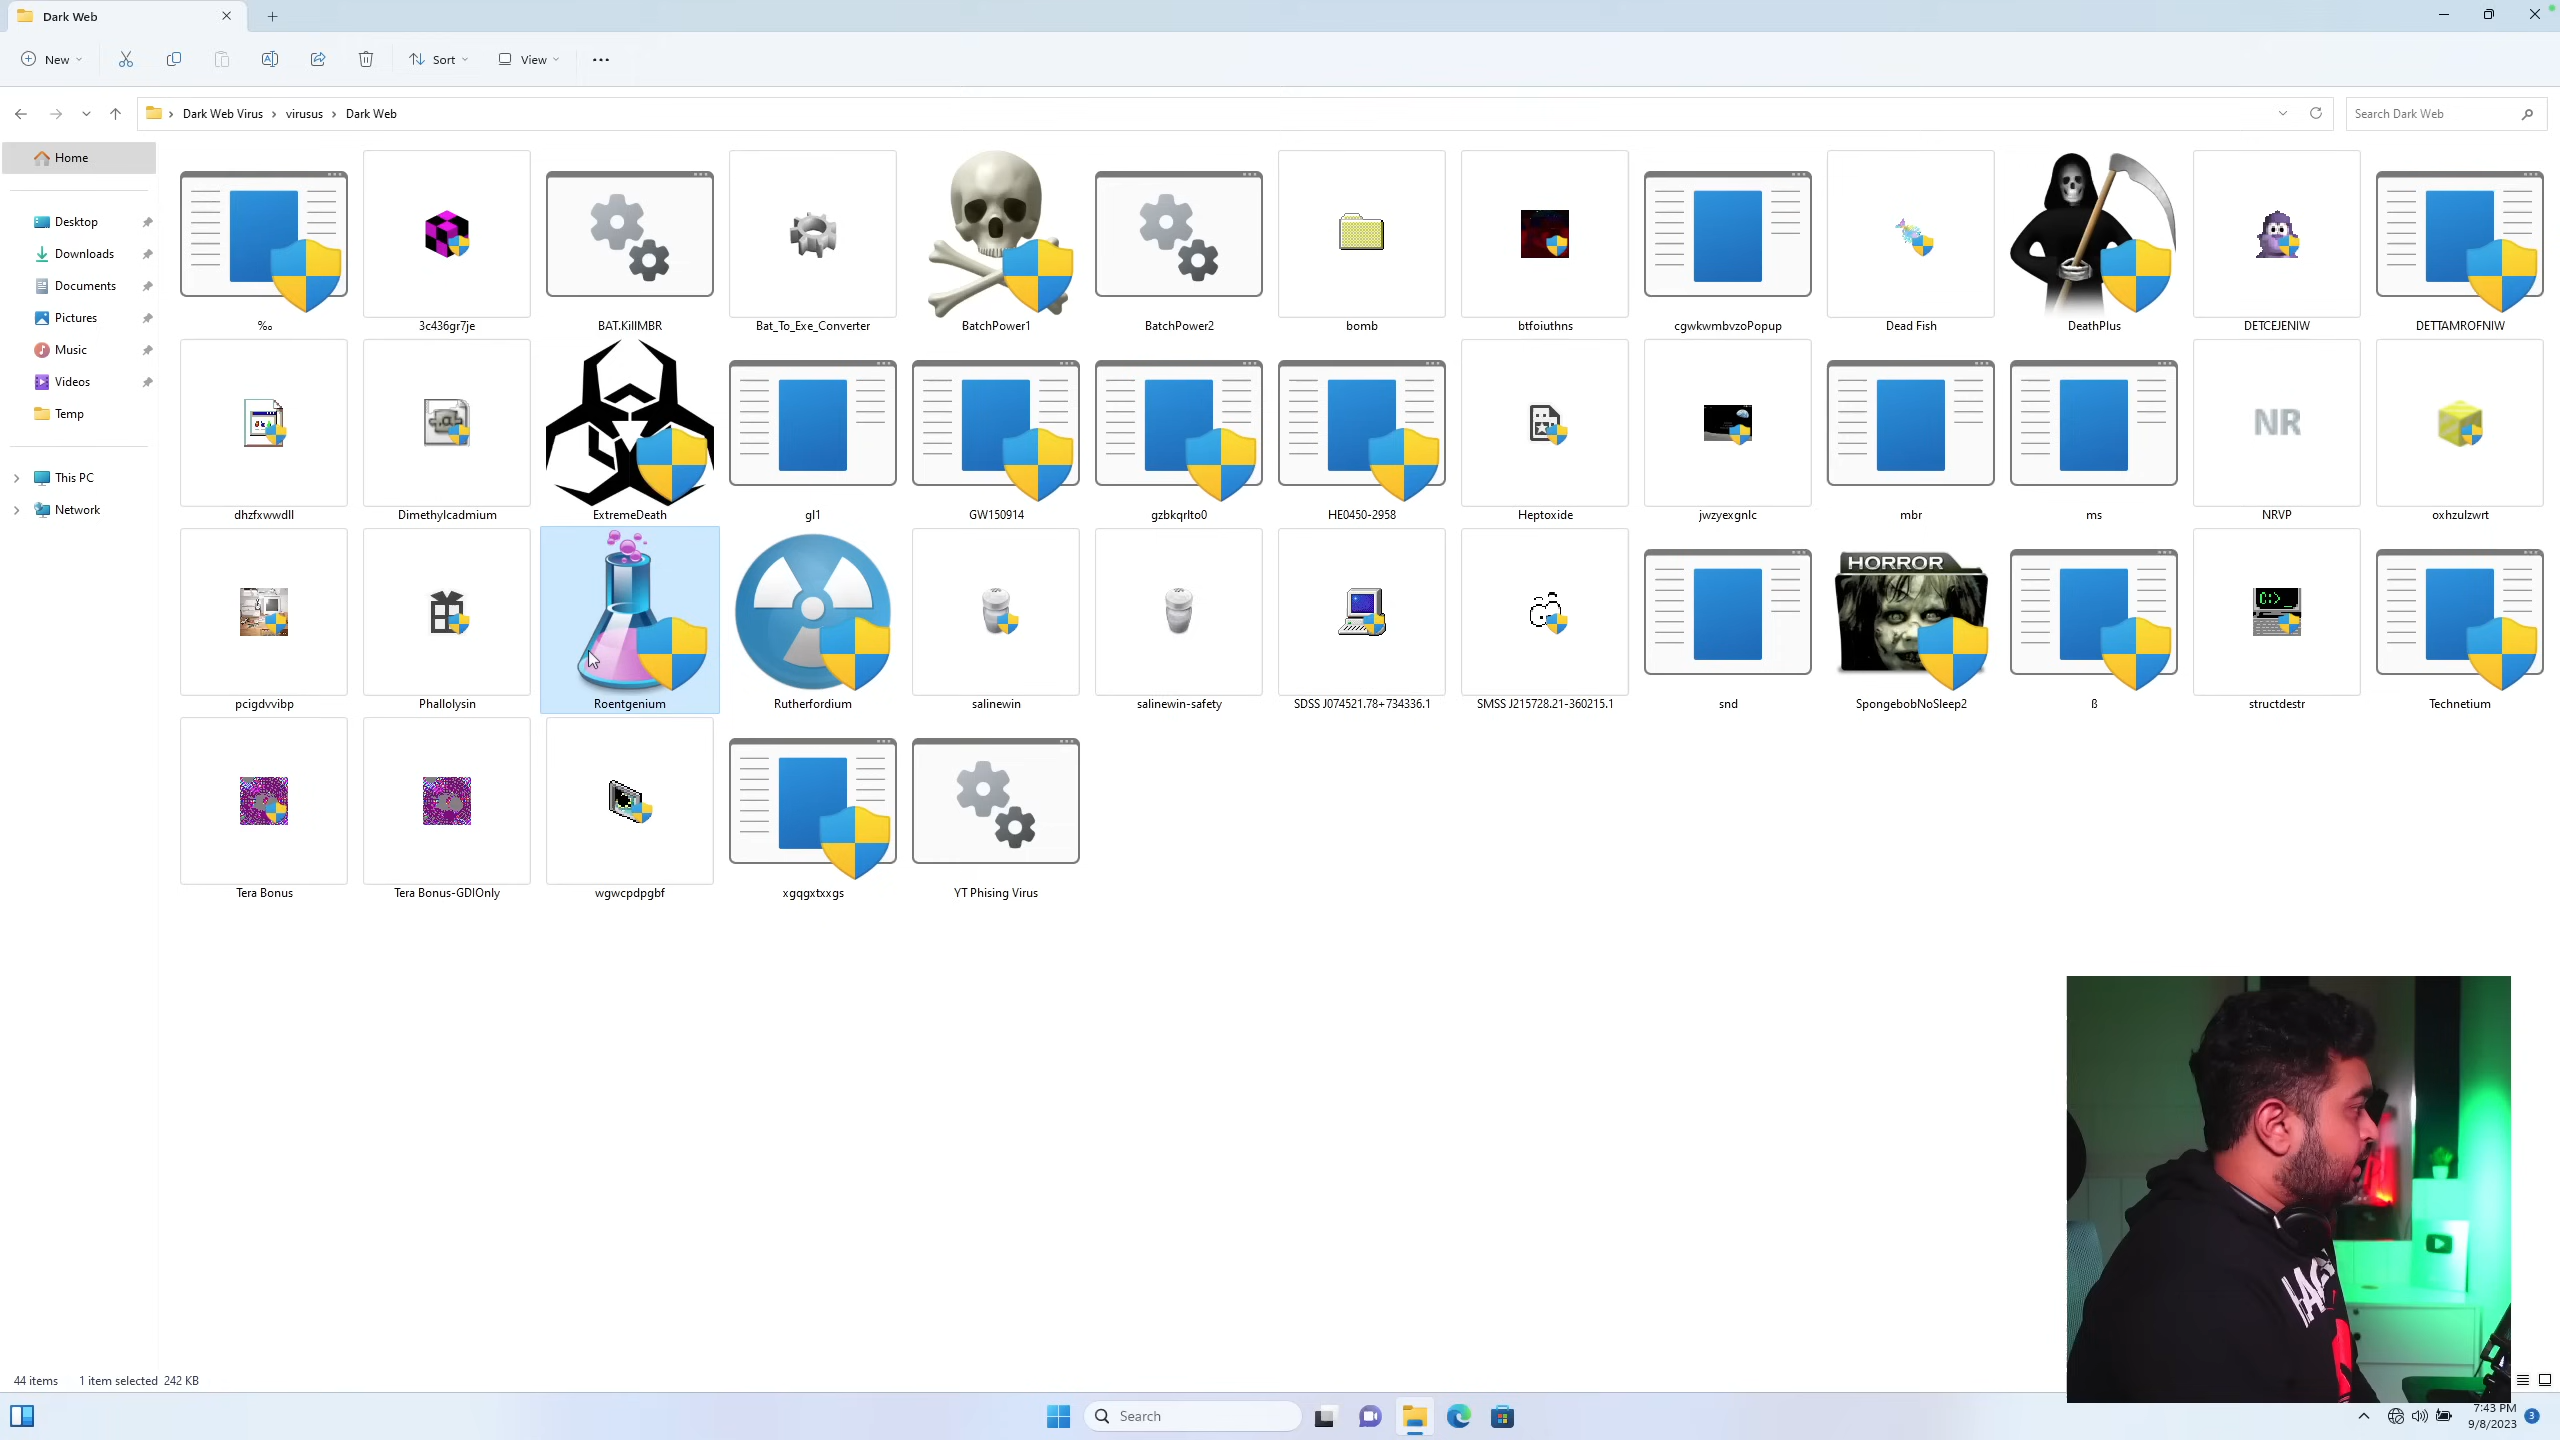 Dark Web
New
Sort
View
Dark Web Virus > virusus > Dark Web
Search Dark Web
Home
Desktop
Downloads
Documents
Pictures
Music
Videos
Temp
This PC
Network
‰
3c436gr7je
BAT.KillMBR
Bat_To_Exe_Converter
BatchPower1
BatchPower2
bomb
btfoiuthns
cgwkwmbvzoPopup
Dead Fish
DeathPlus
DETCEJENIW
DETTAMROFNIW
NR
dhzfxwwdll
Dimethylcadmium
ExtremeDeath
gl1
GW150914
gzbkqrlto0
HE0450-2958
Heptoxide
jwzyexgnlc
mbr
ms
NRVP
oxhzulzwrt
HORROR
C:>_
pcigdvvibp
Phallolysin
Roentgenium
Rutherfordium
salinewin
salinewin-safety
SDSS J074521.78+734336.1
SMSS J215728.21-360215.1
snd
SpongebobNoSleep2
ß
structdestr
Technetium
Tera Bonus
Tera Bonus-GDIOnly
wgwcpdpgbf
xgqgxtxxgs
YT Phising Virus
44 items 1 item selected 242 KB
Search
7:43 PM
9/8/2023
3